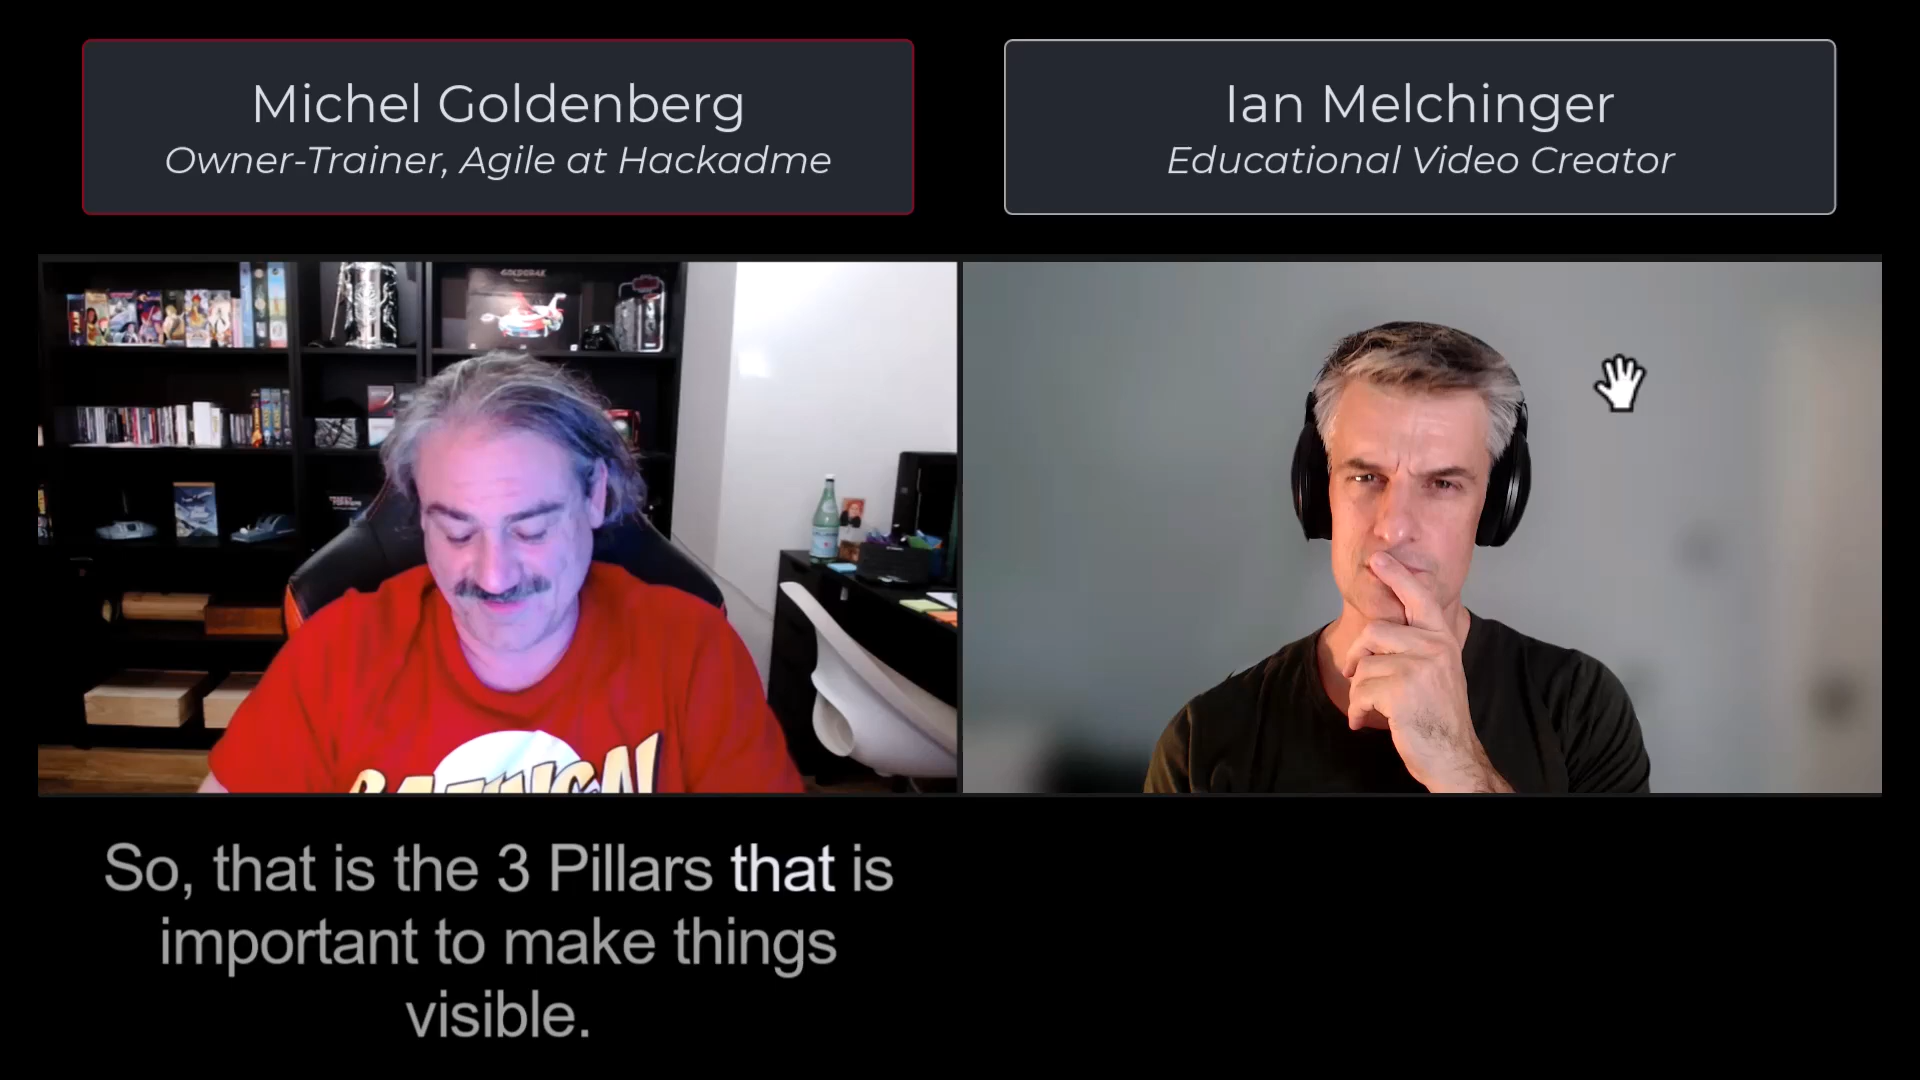 Michel Goldenberg
Owner-Trainer, Agile at Hackadme
Ian Melchinger
Educational Video Creator
GOLDORAK
So, that is the 3 Pillars that is
important to make things
visible.